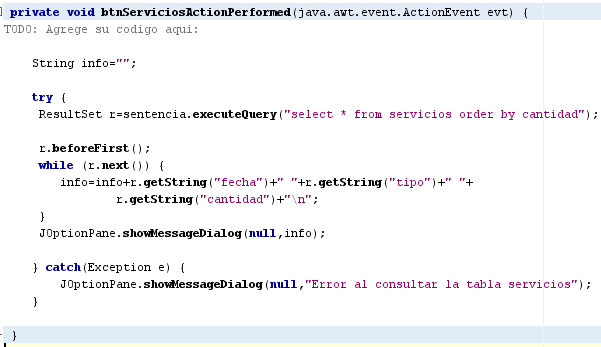 private void btnServiciosActionPerformed(java.awt.event.ActionEvent evt) {
TODO: Agrege su codigo aqui:
String info="";
try {
ResultSet r=sentencia.executeQuery("select * from servicios order by cantidad");
r.beforeFirst();
while (r.next()) {
info=info+r.getString("fecha")+" "+r.getString("tipo")+" "+
r.getString("cantidad")+"\n";
}
JOptionPane.showMessageDialog(null,info);
} catch(Exception e) {
JOptionPane.showMessageDialog(null,"Error al consultar la tabla servicios");
}
}